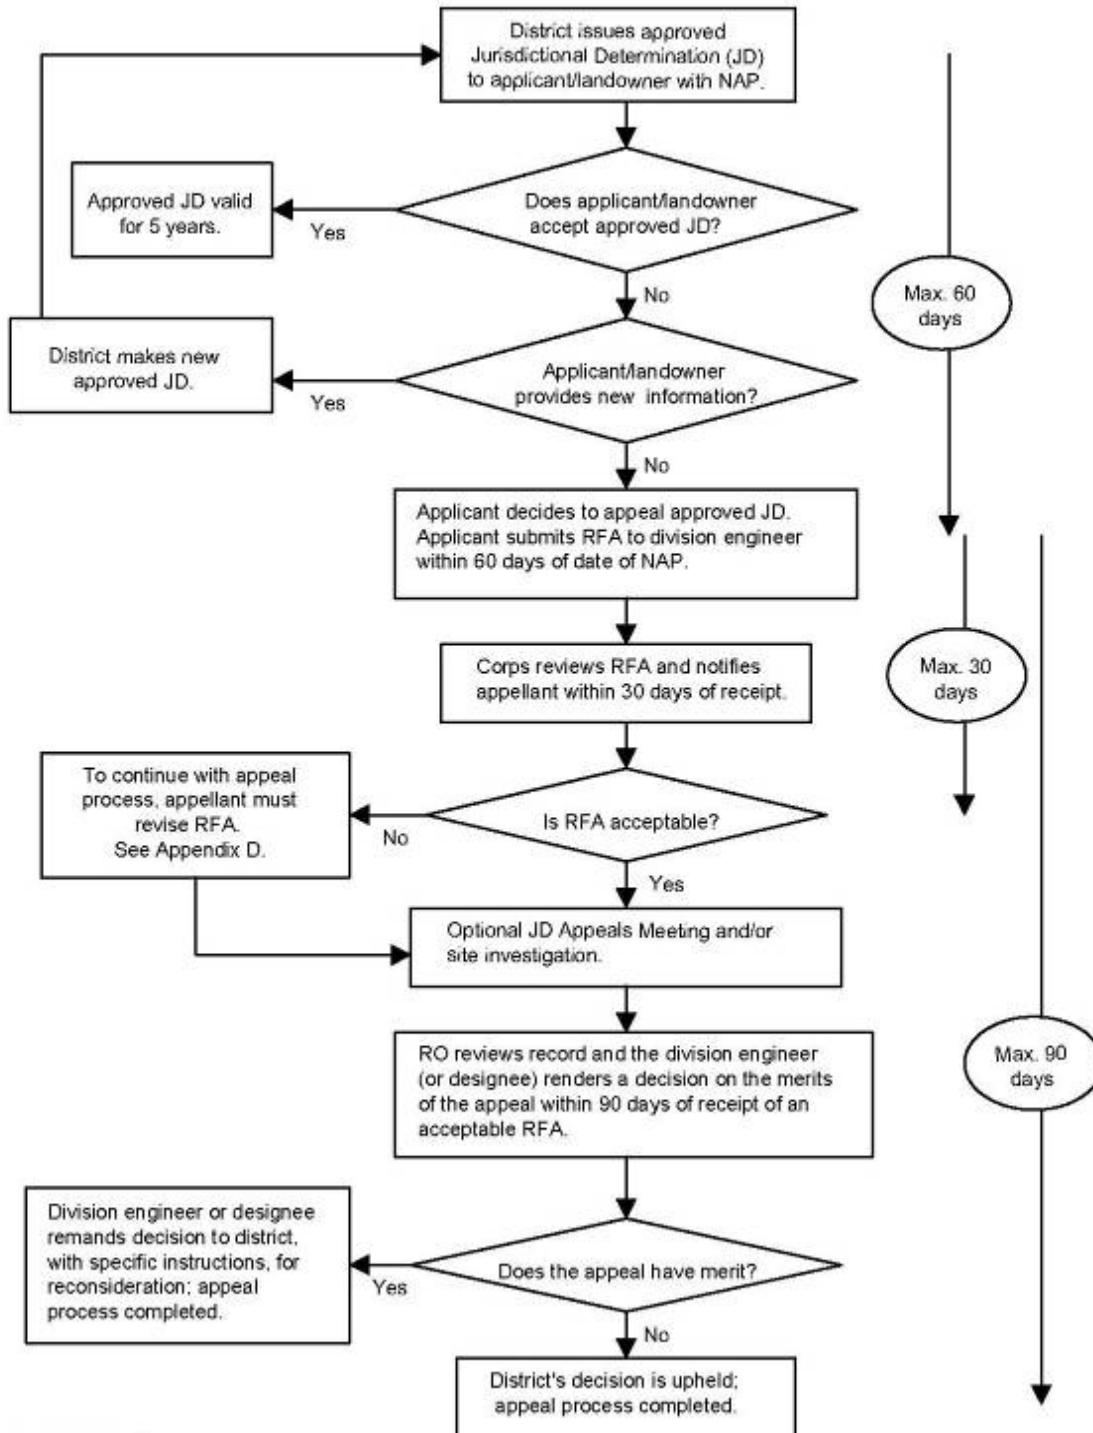 District issues approved
Jurisdictional Determination (JD)
to applicant/landowner with NAP.
Does applicant/landowner
accept approved JD?
Yes
Approved JD valid
for 5 years.
No
Max. 60
days
Applicant/landowner
provides new information?
Yes
District makes new
approved JD.
No
Applicant decides to appeal approved JD.
Applicant submits RFA to division engineer
within 60 days of date of NAP.
Corps reviews RFA and notifies
appellant within 30 days of receipt.
Max. 30
days
Is RFA acceptable?
No
To continue with appeal
process, appellant must
revise RFA.
See Appendix D.
Yes
Optional JD Appeals Meeting and/or
site investigation.
RO reviews record and the division engineer
(or designee) renders a decision on the merits
of the appeal within 90 days of receipt of an
acceptable RFA.
Max. 90
days
Does the appeal have merit?
Yes
Division engineer or designee
remands decision to district,
with specific instructions, for
reconsideration; appeal
process completed.
No
District's decision is upheld;
appeal process completed.